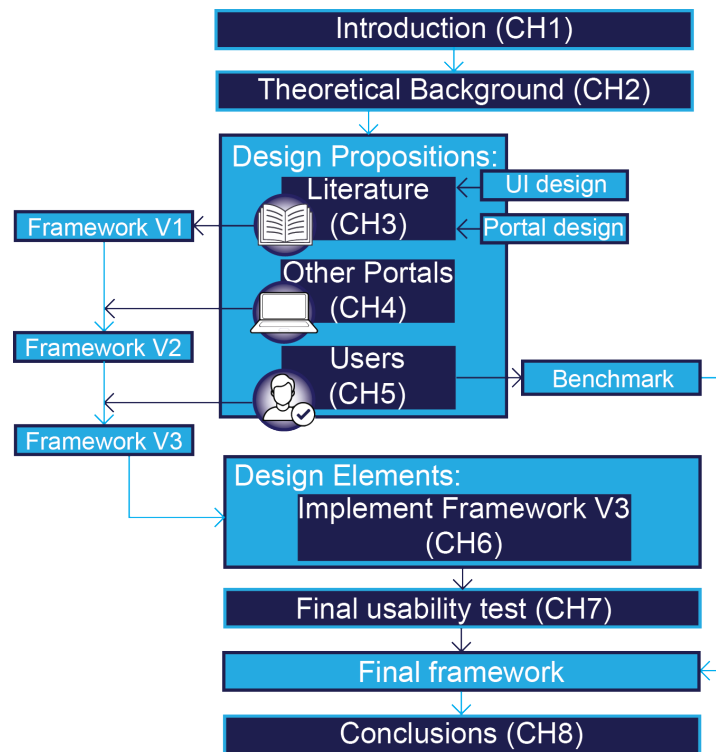 Introduction (CH1)
Theoretical Background (CH2)
Design Propositions:
Literature
(CH3)
UI design
Portal design
Framework V1
Other Portals
(CH4)
Framework V2
Users
(CH5)
Benchmark
Framework V3
Design Elements:
Implement Framework V3
(CH6)
Final usability test (CH7)
Final framework
Conclusions (CH8)